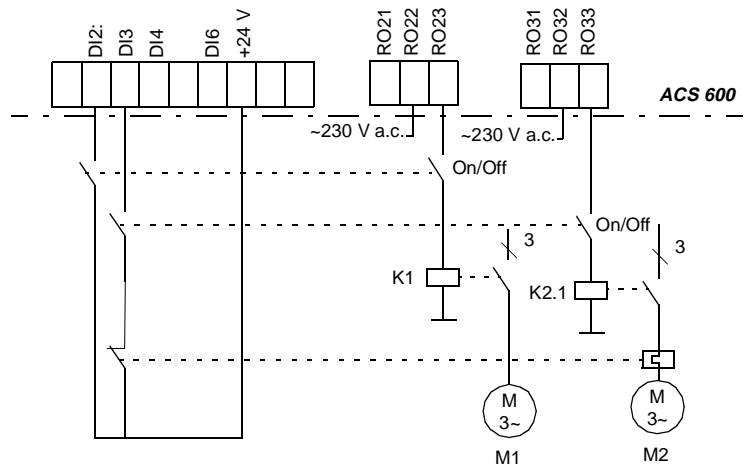 DI2:
DI3
DI4
DI6
+24 V
RO21
RO22
RO23
RO31
RO32
RO33
ACS 600
~230 V a.c.
~230 V a.c.
On/Off
On/Off
3
3
K1
K2.1
M
3~
M
3~
M1
M2